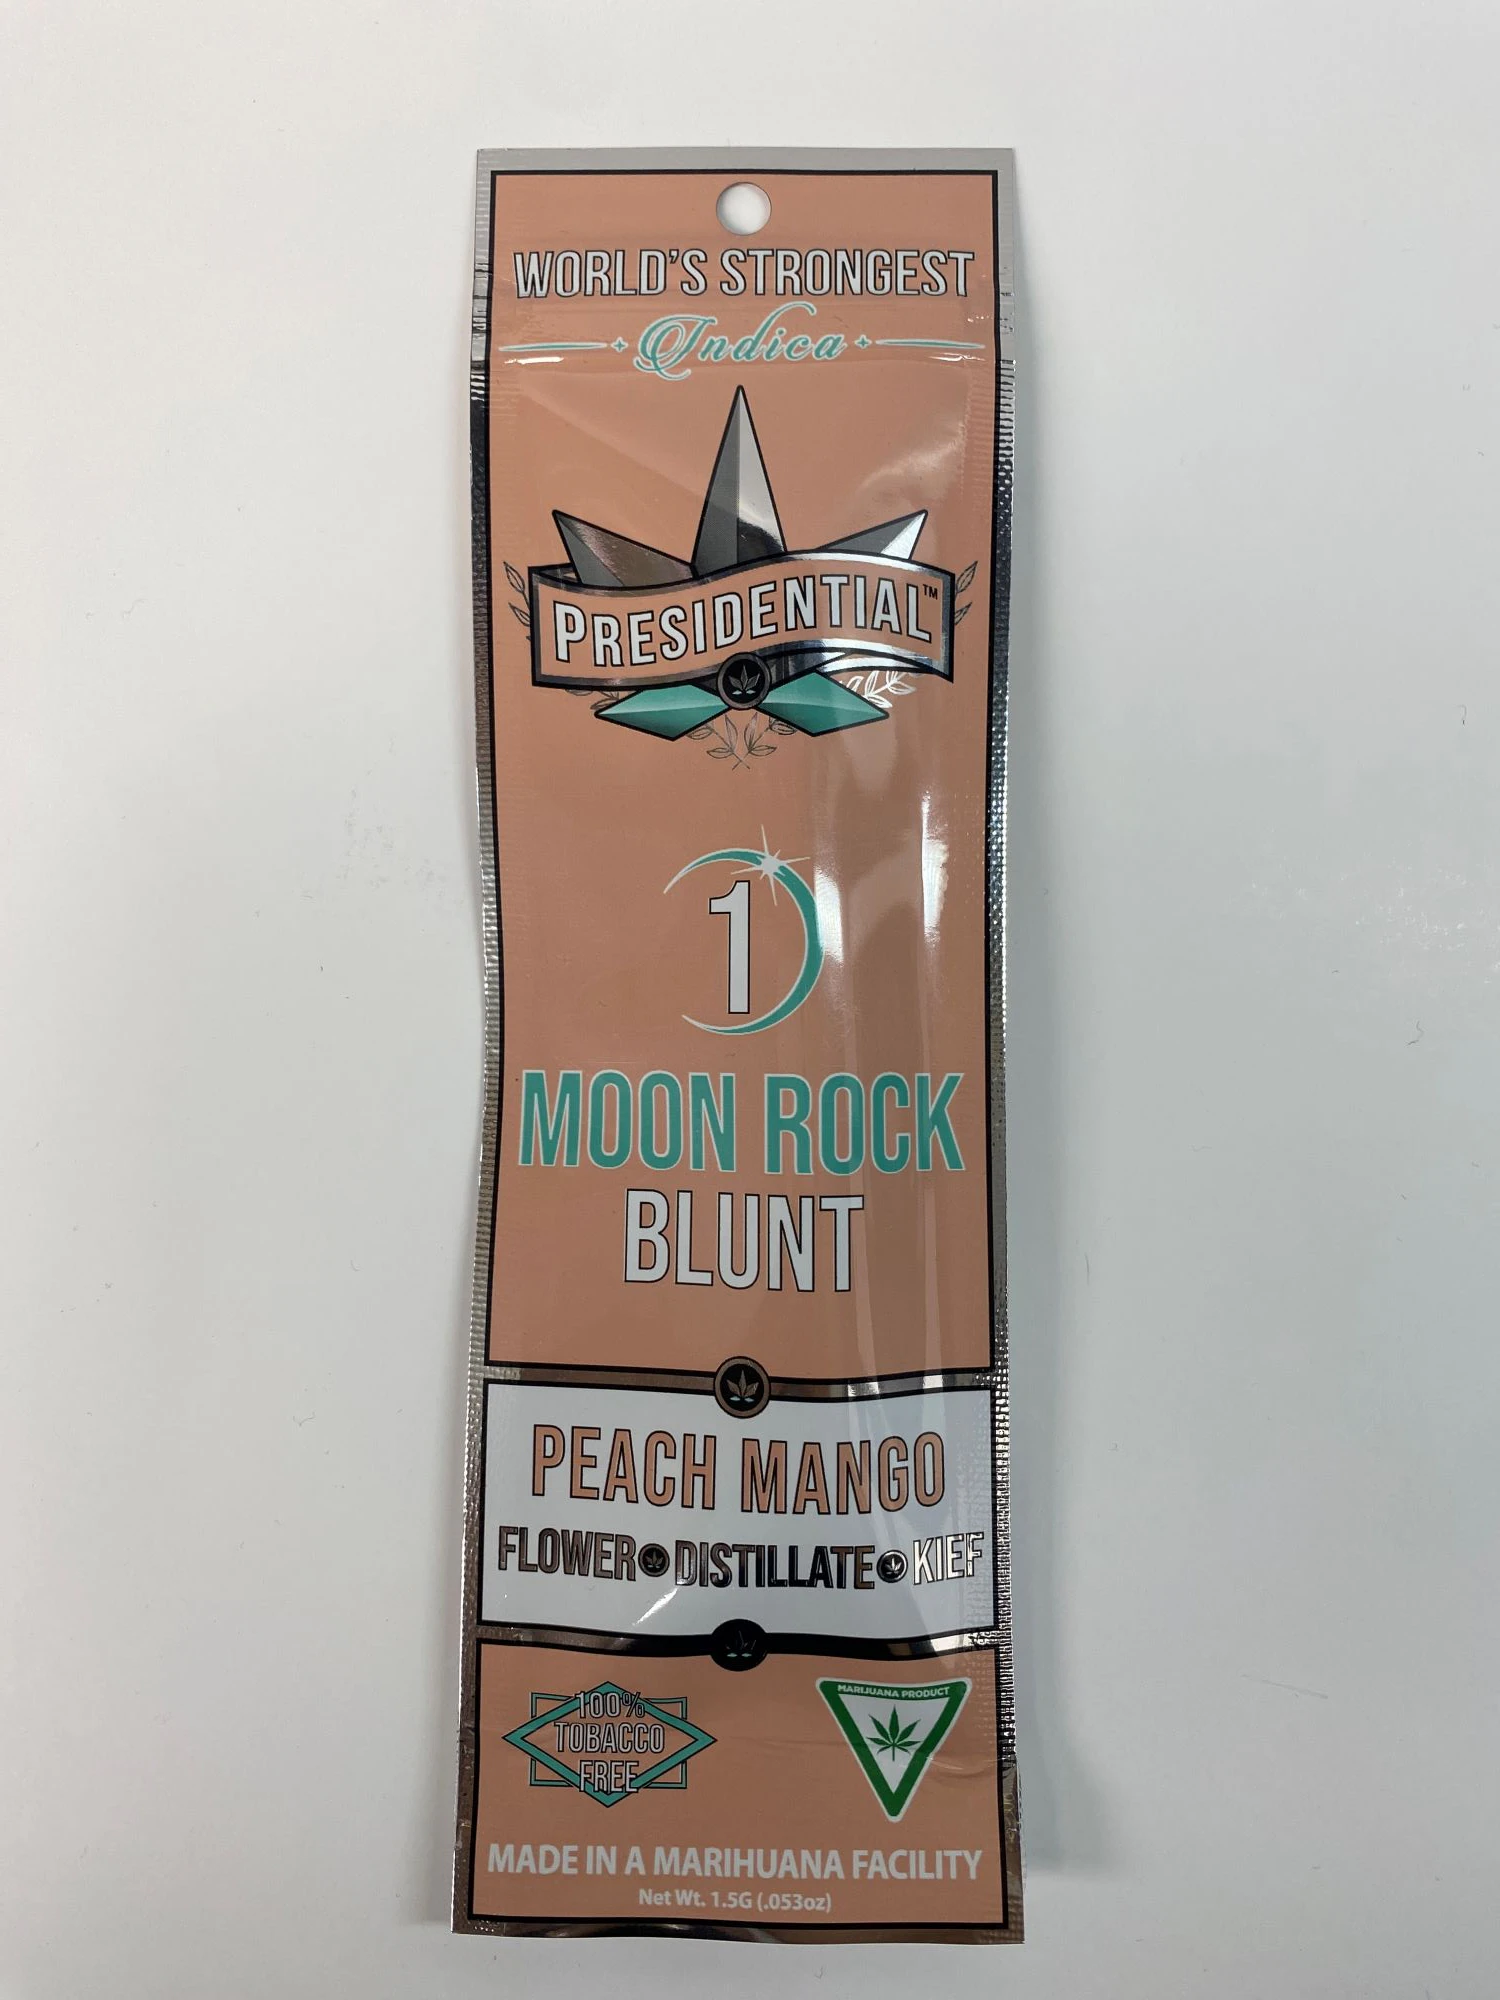 WORLD'S STRONGEST
Indica
PRESIDENTIAL™
1
MOON ROCK
BLUNT
PEACH MANGO
FLOWER DISTILLATE KIEF
100%
TOBACCO
FREE
MARIJUANA PRODUCT
MADE IN A MARIHUANA FACILITY
Net Wt. 1.5G (.053oz)